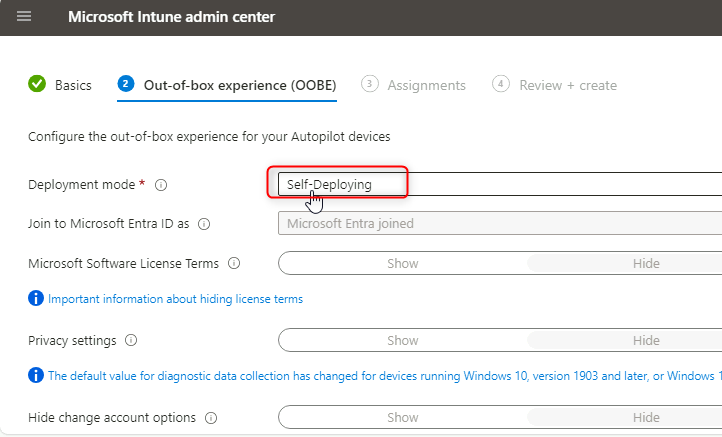 Microsoft Intune admin center
Basics 2 Out-of-box experience (OOBE) 3 Assignments 4 Review + create
Configure the out-of-box experience for your Autopilot devices
Deployment mode * Self-Deploying
Join to Microsoft Entra ID as Microsoft Entra joined
Microsoft Software License Terms Show Hide
Important information about hiding license terms
Privacy settings Show Hide
The default value for diagnostic data collection has changed for devices running Windows 10, version 1903 and later, or Windows 1
Hide change account options Show Hide